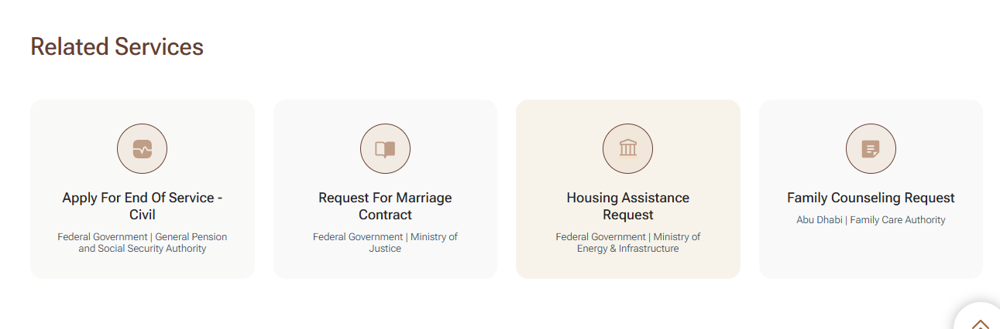 Related Services
Apply For End Of Service -
Civil
Federal Government | General Pension
and Social Security Authority
Request For Marriage
Contract
Federal Government | Ministry of
Justice
Housing Assistance
Request
Federal Government | Ministry of
Energy & Infrastructure
Family Counseling Request
Abu Dhabi | Family Care Authority